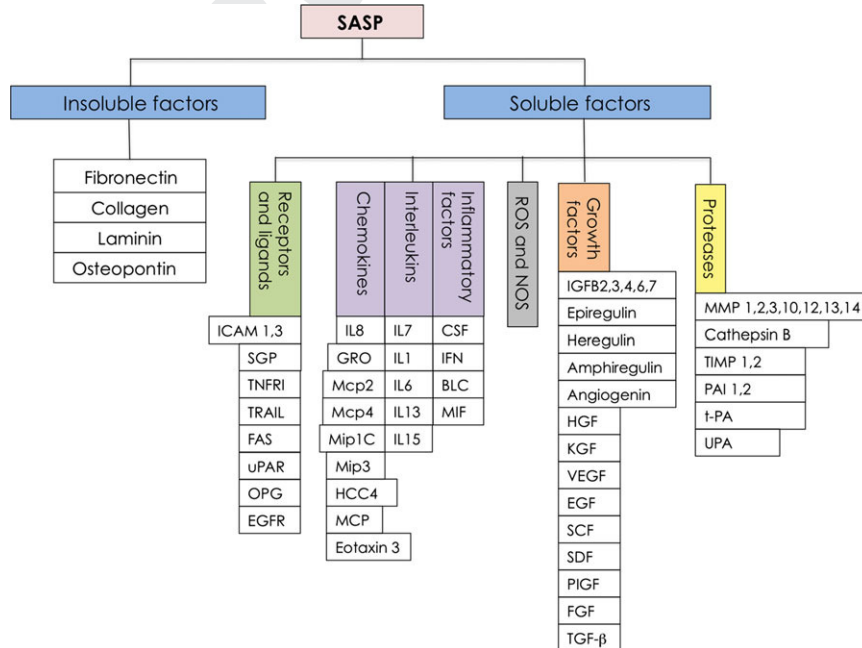 SASP
Insoluble factors
Soluble factors
Fibronectin
Collagen
Laminin
Osteopontin
Receptors
and ligands
ICAM 1,3
SGP
TNFRI
TRAIL
FAS
uPAR
OPG
EGFR
Chemokines
IL8
GRO
Mcp2
Mcp4
Mip1C
Mip3
HCC4
MCP
Eotaxin 3
Interleukins
IL7
IL1
IL6
IL13
IL15
Inflammatory
factors
CSF
IFN
BLC
MIF
ROS and NOS
Growth
factors
IGFB2,3,4,6,7
Epiregulin
Heregulin
Amphiregulin
Angiogenin
HGF
KGF
VEGF
EGF
SCF
SDF
PIGF
FGF
TGF-β
Proteases
MMP 1,2,3,10,12,13,14
Cathepsin B
TIMP 1,2
PAI 1,2
t-PA
UPA